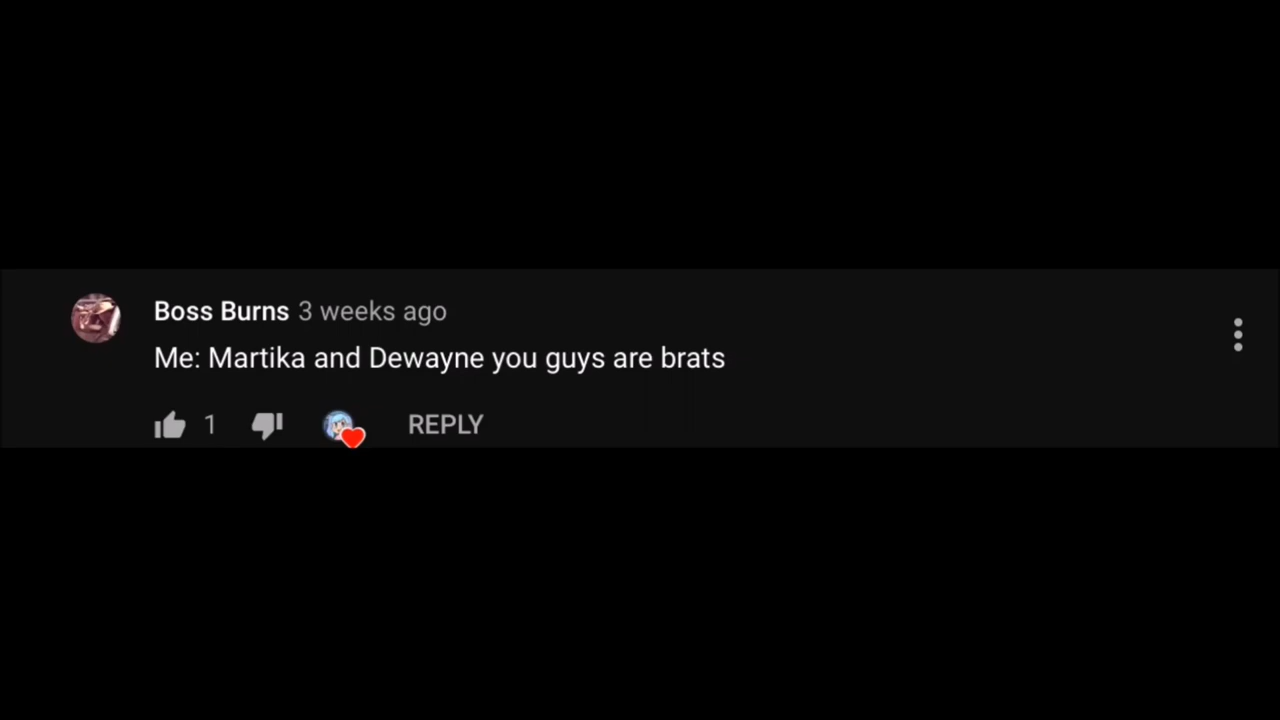 Boss Burns 3 weeks ago
Me: Martika and Dewayne you guys are brats
1 REPLY